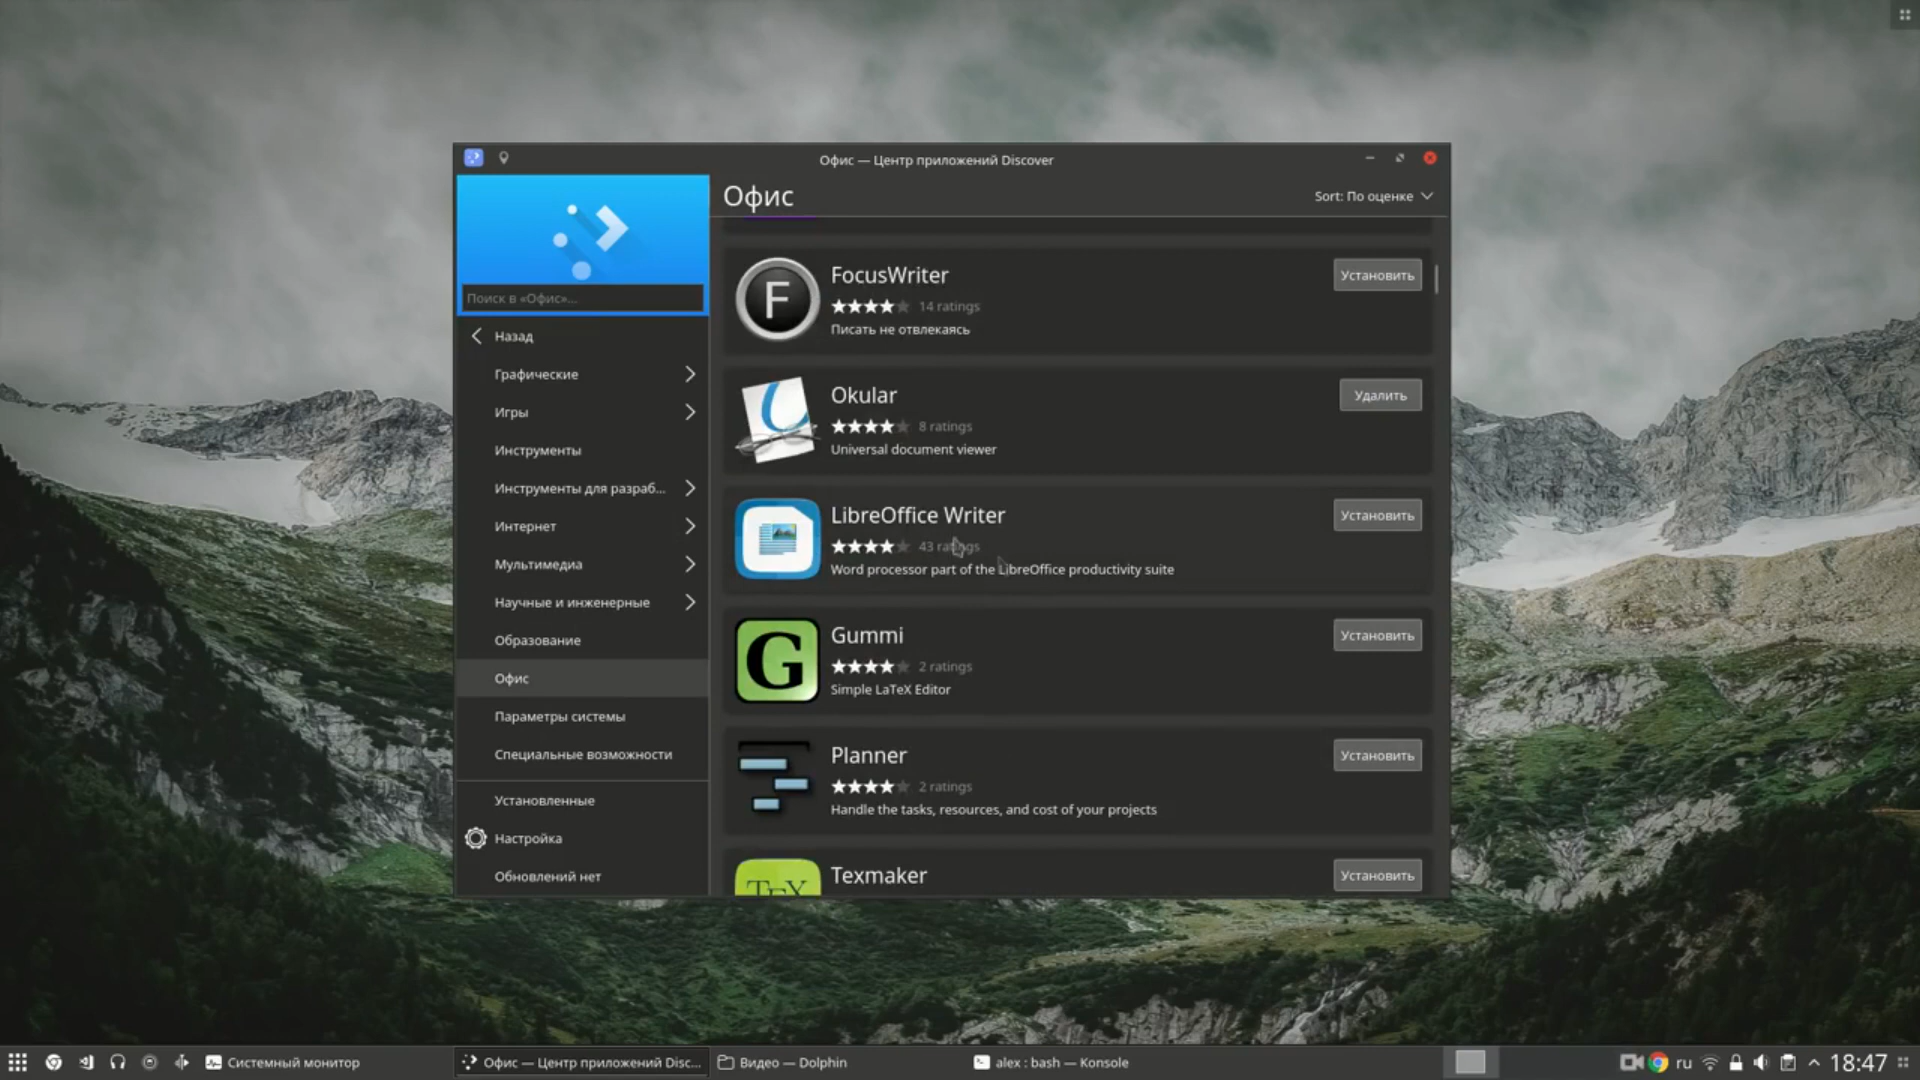 Офис — Центр приложений Discover
Поиск в «Офис»...
Назад
Графические
Игры
Инструменты
Инструменты для разраб...
Интернет
Мультимедиа
Научные и инженерные
Образование
Офис
Параметры системы
Специальные возможности
Установленные
Настройка
Обновлений нет
Офис
Sort: По оценке
F
FocusWriter
14 ratings
Писать не отвлекаясь
Установить
Okular
8 ratings
Universal document viewer
Удалить
LibreOffice Writer
43 ratings
Word processor part of the LibreOffice productivity suite
Установить
G
Gummi
2 ratings
Simple LaTeX Editor
Установить
Planner
2 ratings
Handle the tasks, resources, and cost of your projects
Установить
TEX
Texmaker
Установить
Системный монитор
Офис — Центр приложений Disc...
Видео — Dolphin
alex : bash — Konsole
ru
18:47